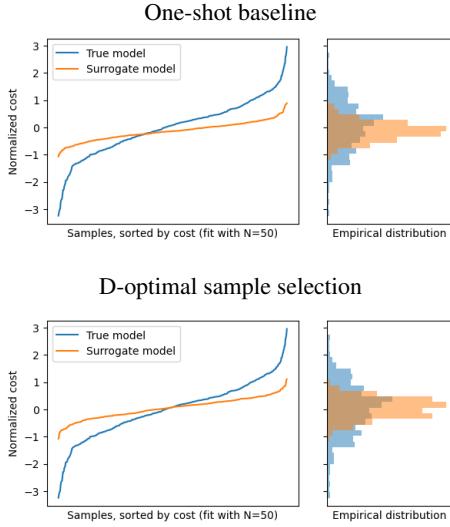 One-shot baseline
3
2
1
0
−1
−2
−3
Normalized cost
True model
Surrogate model
Samples, sorted by cost (fit with N=50)
Empirical distribution
D-optimal sample selection
3
2
1
0
−1
−2
−3
Normalized cost
True model
Surrogate model
Samples, sorted by cost (fit with N=50)
Empirical distribution